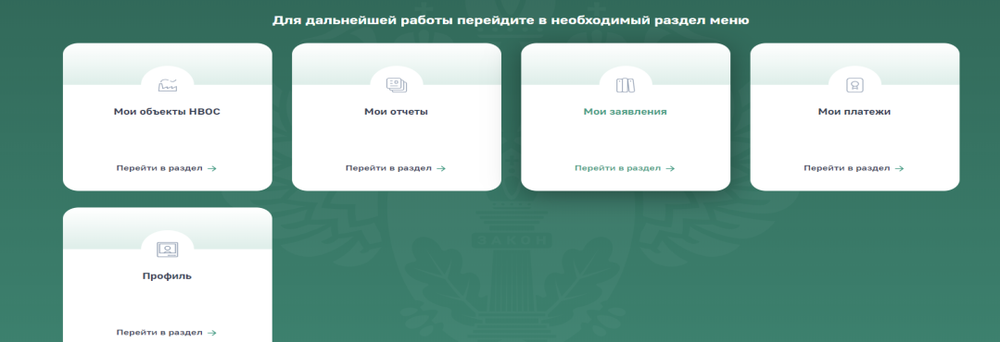 Для дальнейшей работы перейдите в необходимый раздел меню
Мои объекты НВОС
Мои отчеты
Мои заявления
Мои платежи
Перейти в раздел →
Перейти в раздел →
Перейти в раздел →
Перейти в раздел →
ЗАКОН
Профиль
Перейти в раздел →